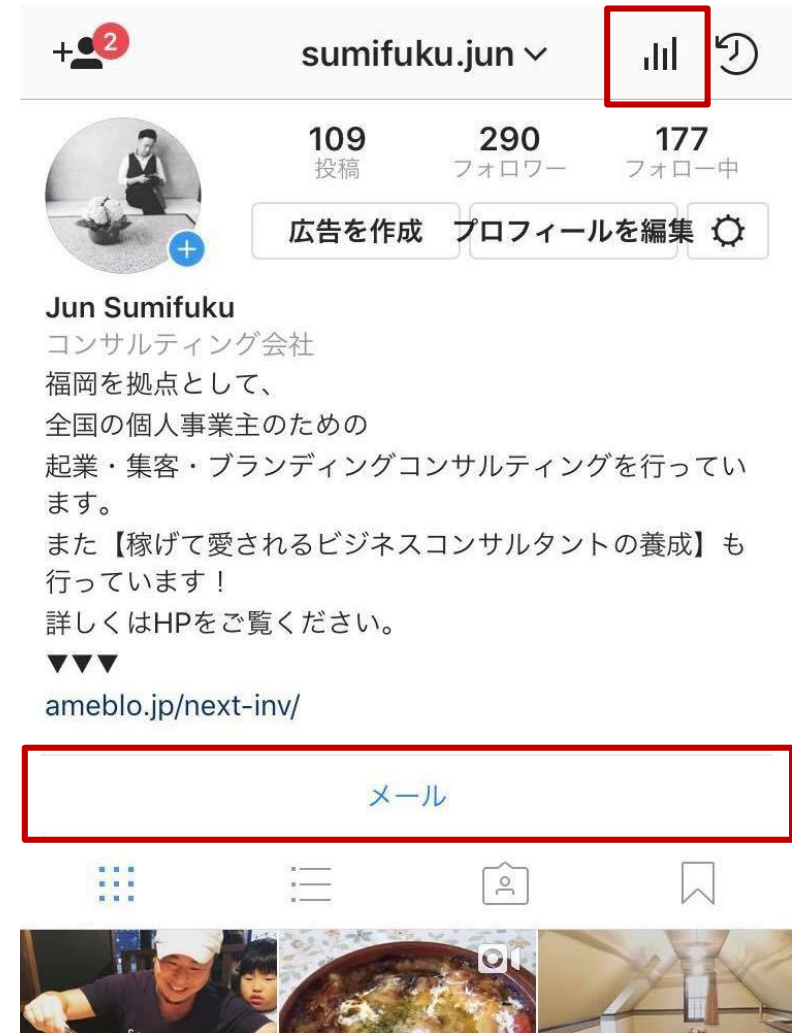 2
sumifuku.jun
109 290 177
投稿 フォロワー フォロー中
広告を作成 プロフィールを編集
Jun Sumifuku
コンサルティング会社
福岡を拠点として、
全国の個人事業主のための
起業・集客・ブランディングコンサルティングを行ってい
ます。
また【稼げて愛されるビジネスコンサルタントの養成】も
行っています！
詳しくはHPをご覧ください。
▼▼▼
ameblo.jp/next-inv/
メール